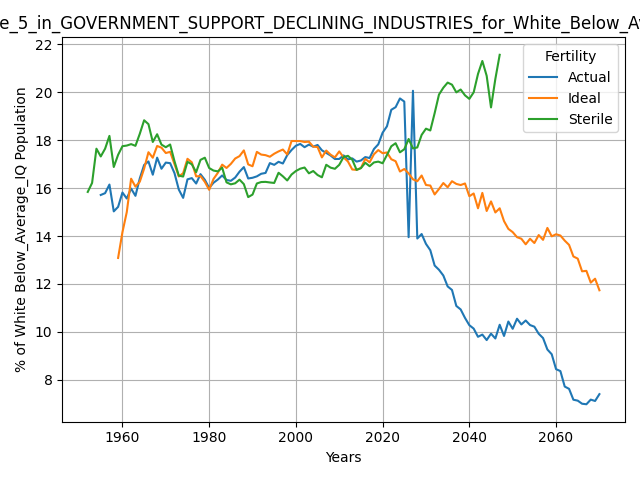 e_5_in_GOVERNMENT_SUPPORT_DECLINING_INDUSTRIES_for_White_Below_A
22
20
18
16
14
12
10
8
% of White Below_Average_IQ Population
1960 1980 2000 2020 2040 2060
Years
Fertility
Actual
Ideal
Sterile